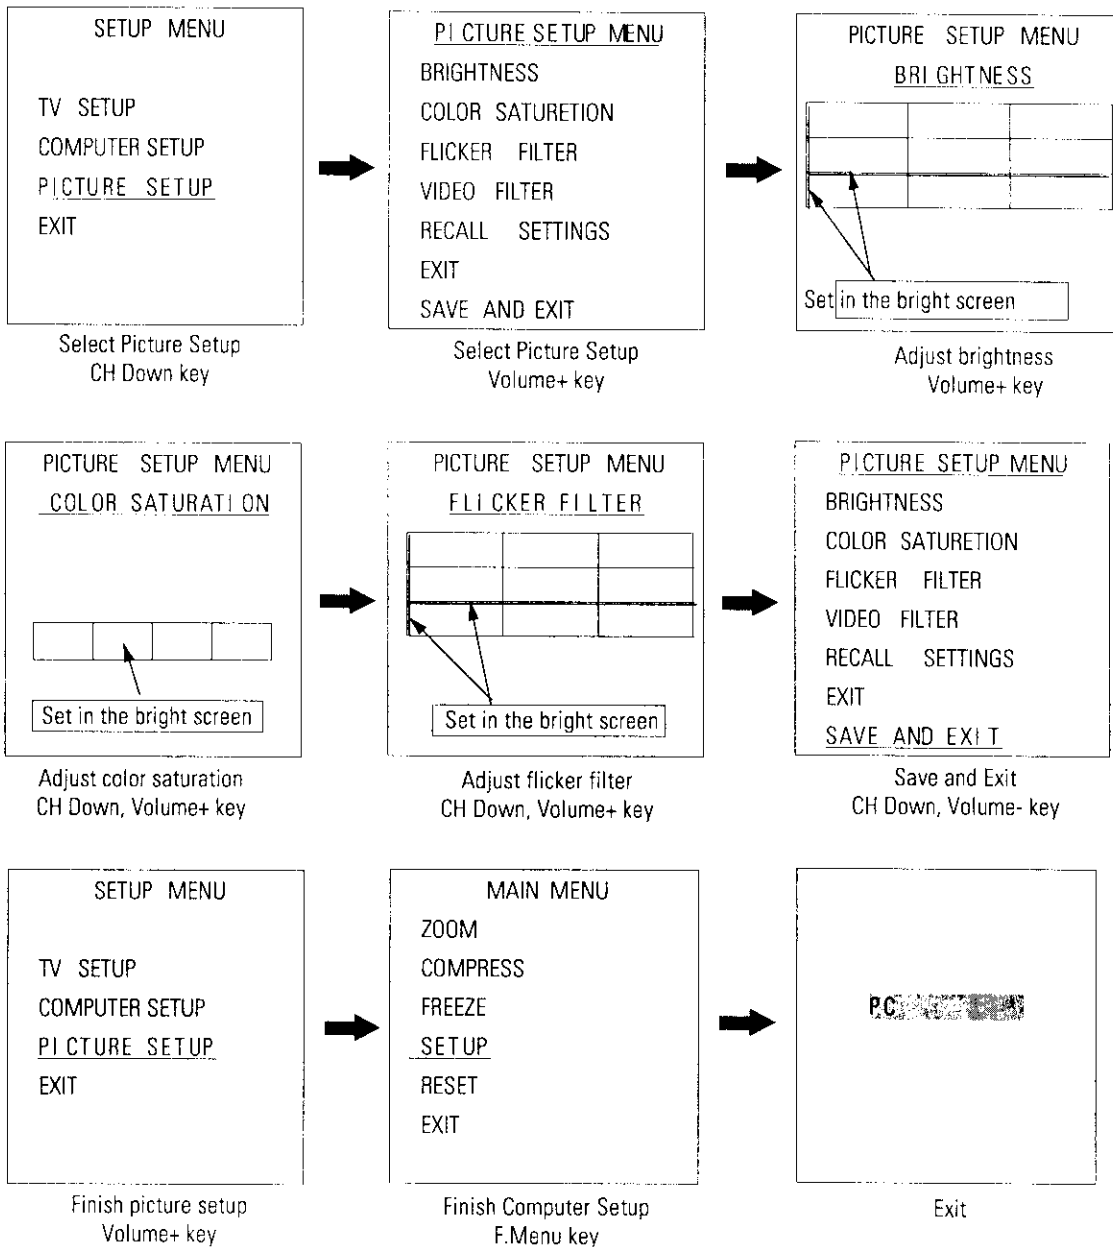 SETUP MENU
TV SETUP
COMPUTER SETUP
PICTURE SETUP
EXIT
Select Picture Setup
CH Down key
PICTURE SETUP MENU
BRIGHTNESS
COLOR SATURETION
FLICKER FILTER
VIDEO FILTER
RECALL SETTINGS
EXIT
SAVE AND EXIT
Select Picture Setup
Volume+ key
PICTURE SETUP MENU
BRIGHTNESS
Set in the bright screen
Adjust brightness
Volume+ key
PICTURE SETUP MENU
COLOR SATURATION
Set in the bright screen
Adjust color saturation
CH Down, Volume+ key
PICTURE SETUP MENU
FLICKER FILTER
Set in the bright screen
Adjust flicker filter
CH Down, Volume+ key
PICTURE SETUP MENU
BRIGHTNESS
COLOR SATURETION
FLICKER FILTER
VIDEO FILTER
RECALL SETTINGS
EXIT
SAVE AND EXIT
Save and Exit
CH Down, Volume- key
SETUP MENU
TV SETUP
COMPUTER SETUP
PICTURE SETUP
EXIT
Finish picture setup
Volume+ key
MAIN MENU
ZOOM
COMPRESS
FREEZE
SETUP
RESET
EXIT
Finish Computer Setup
F.Menu key
PC
Exit